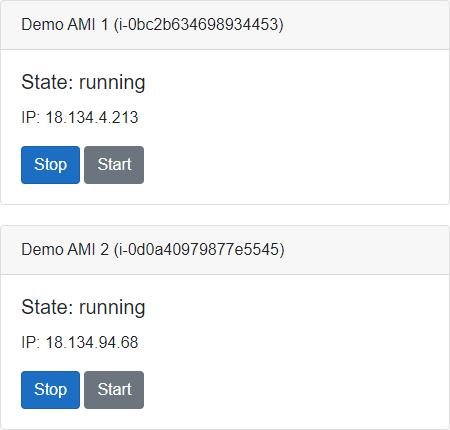 Demo AMI 1 (i-0bc2b634698934453)
State: running
IP: 18.134.4.213
Stop Start
Demo AMI 2 (i-0d0a40979877e5545)
State: running
IP: 18.134.94.68
Stop Start